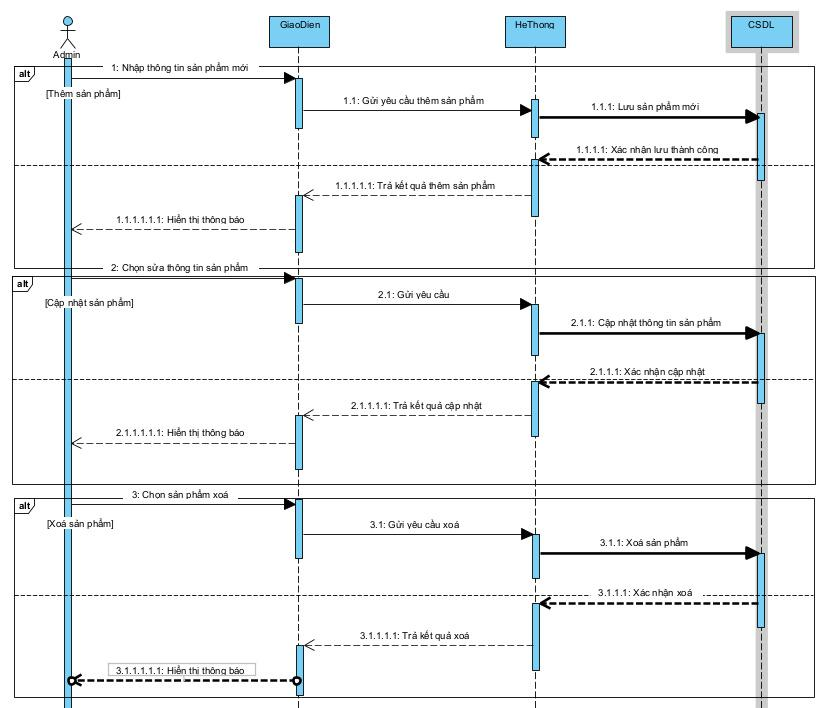 Admin
GiaoDien
HeThong
CSDL
alt
1: Nhập thông tin sản phẩm mới
[Thêm sản phẩm]
1.1: Gửi yêu cầu thêm sản phẩm
1.1.1: Lưu sản phẩm mới
1.1.1.1: Xác nhận lưu thành công
1.1.1.1.1: Trả kết quả thêm sản phẩm
1.1.1.1.1.1: Hiển thị thông báo
alt
2: Chọn sửa thông tin sản phẩm
[Cập nhật sản phẩm]
2.1: Gửi yêu cầu
2.1.1: Cập nhật thông tin sản phẩm
2.1.1.1: Xác nhận cập nhật
2.1.1.1.1: Trả kết quả cập nhật
2.1.1.1.1.1: Hiển thị thông báo
alt
3: Chọn sản phẩm xoá
[Xoá sản phẩm]
3.1: Gửi yêu cầu xoá
3.1.1: Xoá sản phẩm
3.1.1.1: Xác nhận xoá
3.1.1.1.1: Trả kết quả xoá
3.1.1.1.1.1: Hiển thị thông báo